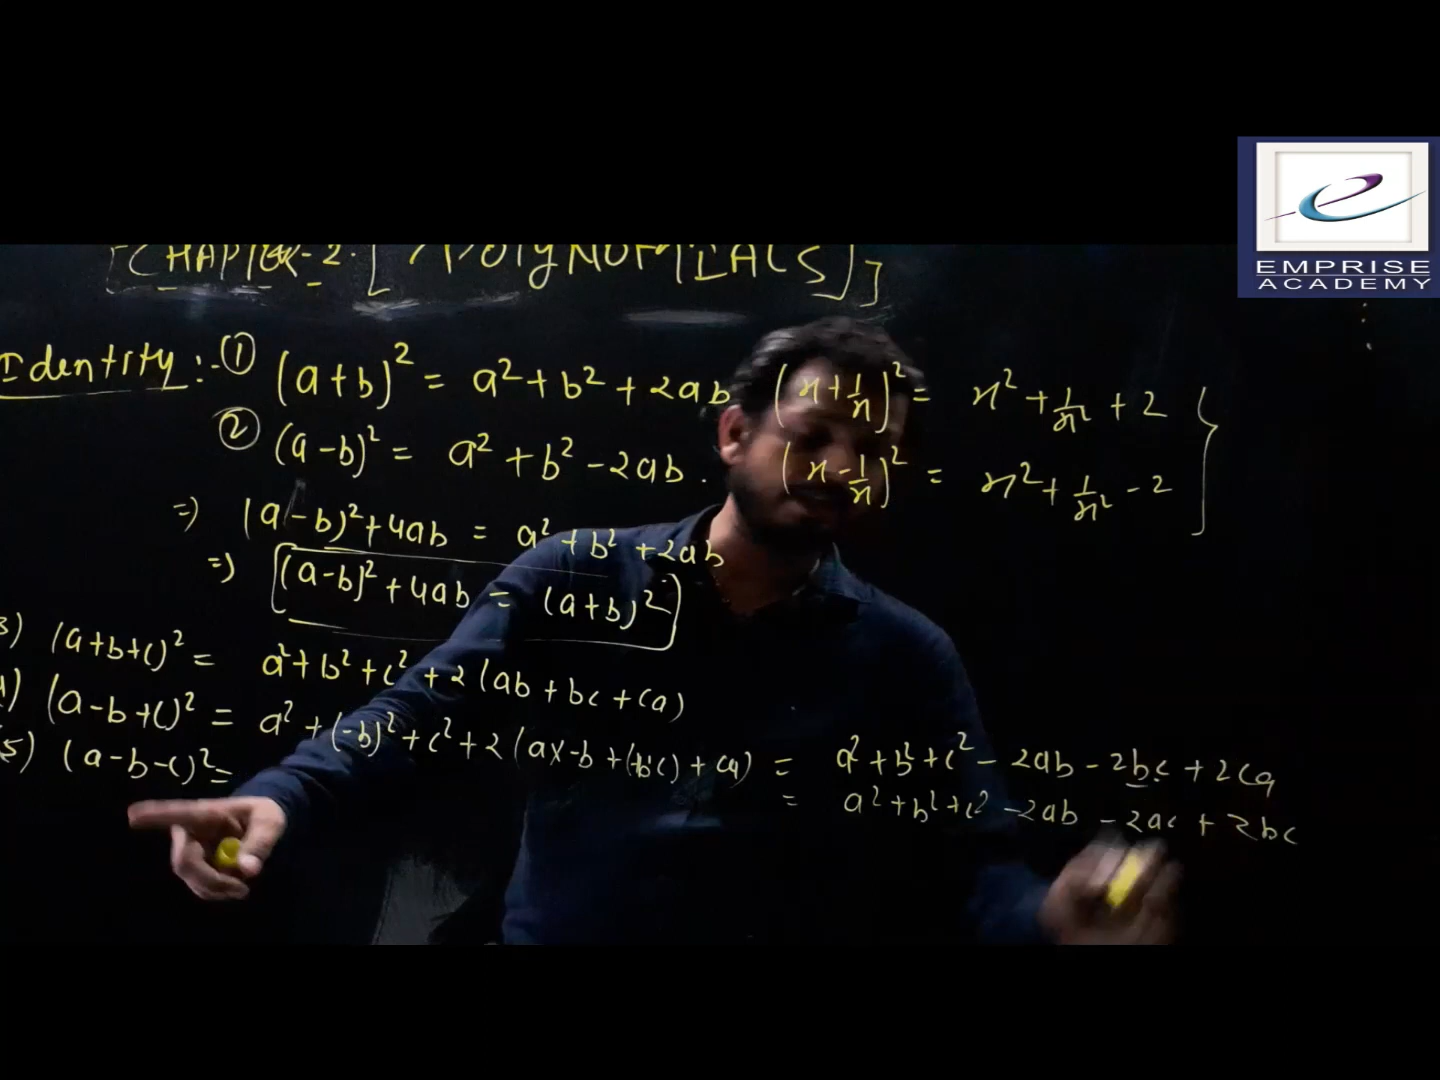 EMPRISE
ACADEMY
[CHAPTER-2. [POLYNOMIALS]]
Identity:- ① (a+b)² = a²+b²+2ab (x+1/x)² = x²+1/x²+2
② (a-b)² = a²+b²-2ab. (x-1/x)² = x²+1/x²-2
=) (a-b)²+4ab = a²+b²+2ab
=) (a-b)²+4ab = (a+b)²
3) (a+b+c)² = a²+b²+c²+2(ab+bc+ca)
4) (a-b+c)² = a²+(-b)²+c²+2(ax-b+(-bc)+ca) = a²+b²+c²-2ab-2bc+2ca
(5) (a-b-c)²= = a²+b²+c²-2ab-2ac+2bc